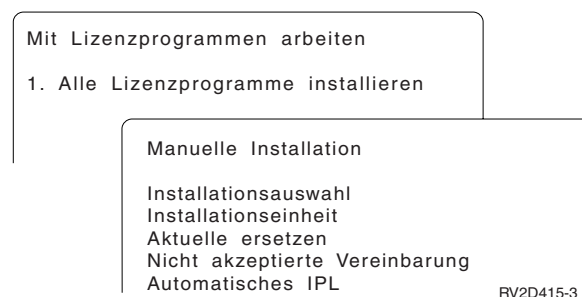 Mit Lizenzprogrammen arbeiten
1. Alle Lizenzprogramme installieren
Manuelle Installation
Installationsauswahl
Installationseinheit
Aktuelle ersetzen
Nicht akzeptierte Vereinbarung
Automatisches IPL
RV2D415-3